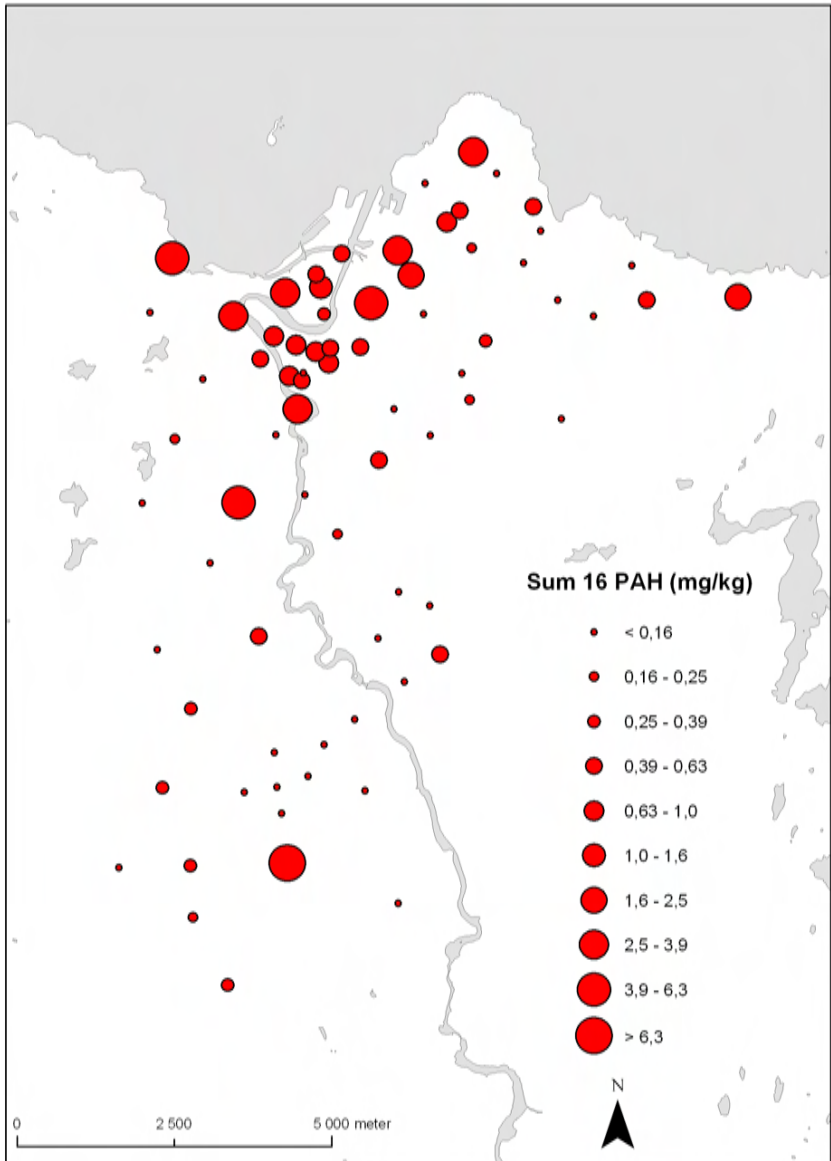 Sum 16 PAH (mg/kg)
< 0,16
0,16 - 0,25
0,25 - 0,39
0,39 - 0,63
0,63 - 1,0
1,0 - 1,6
1,6 - 2,5
2,5 - 3,9
3,9 - 6,3
> 6,3
N
0 2 500 5 000 meter